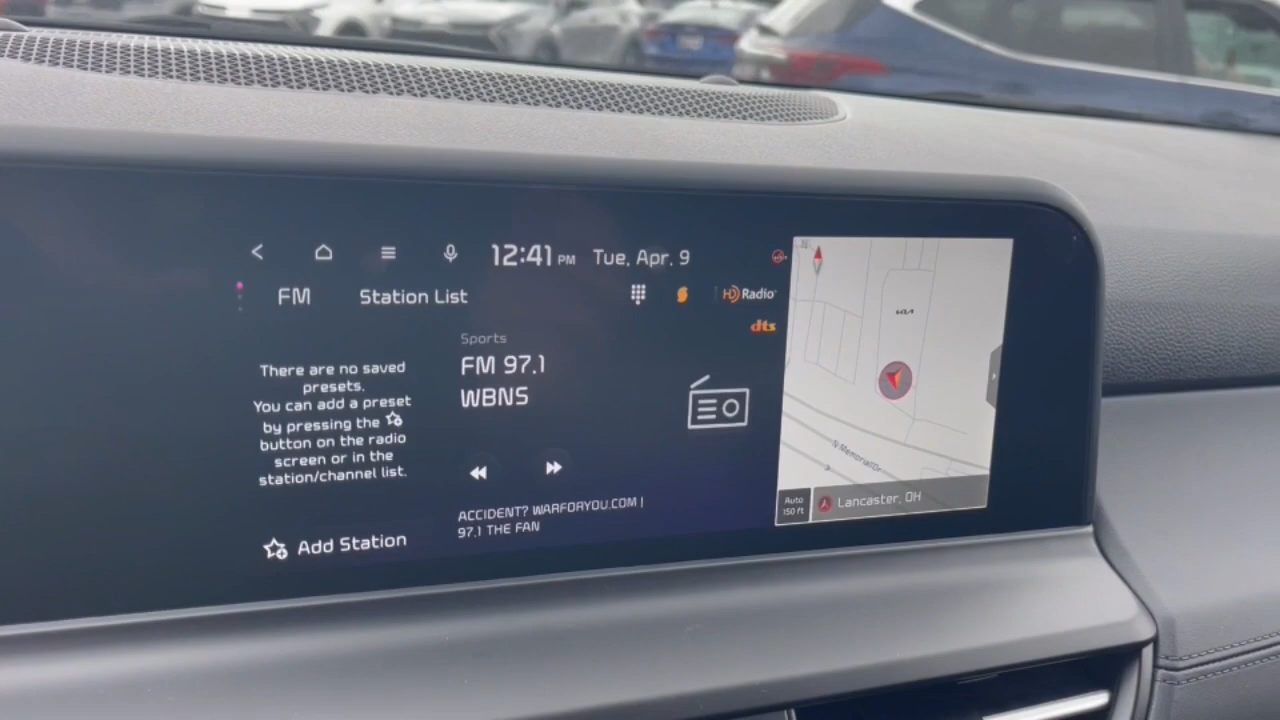 12:41 PM Tue, Apr. 9
FM Station List
HD Radio
dts
Sports
FM 97.1
WBNS
There are no saved
presets.
You can add a preset
by pressing the
button on the radio
screen or in the
station/channel list.
ACCIDENT? WARFORYOU.COM |
97.1 THE FAN
Add Station
KIA
N Memorial Dr
Auto
150 ft
Lancaster, OH